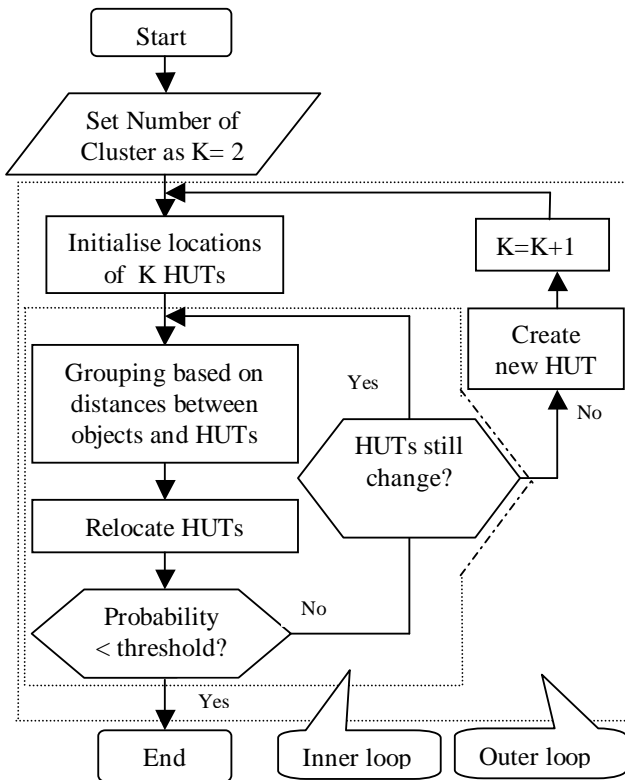 Start
Set Number of
Cluster as K= 2
Initialise locations
of K HUTs
K=K+1
Create
new HUT
Grouping based on
distances between
objects and HUTs
Yes
No
HUTs still
change?
Relocate HUTs
Probability
< threshold?
No
Yes
End
Inner loop
Outer loop